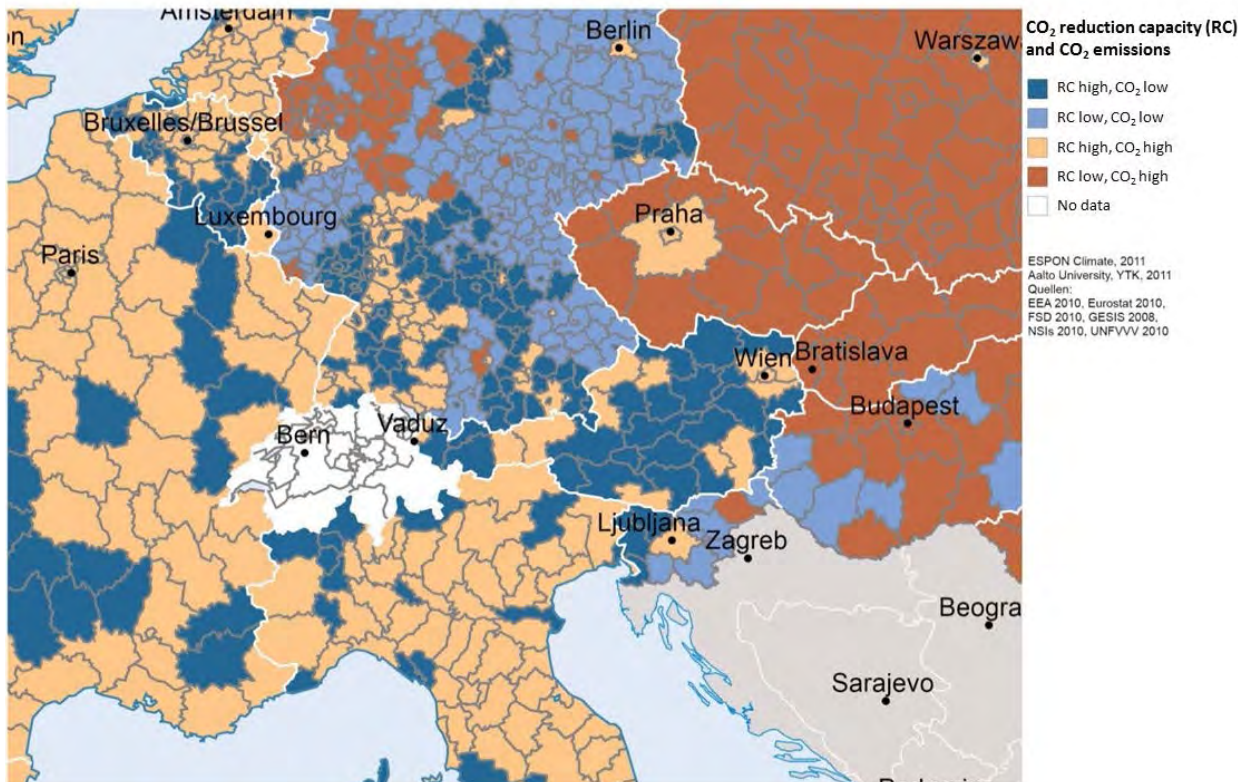 Amsterdam
Berlin
Warszaw
on
Bruxelles/Brussel
Luxembourg
Praha
Paris
Wien
Bratislava
Budapest
Bern
Vaduz
Ljubljana
Zagreb
Beogra
Sarajevo
CO₂ reduction capacity (RC)
and CO₂ emissions
RC high, CO₂ low
RC low, CO₂ low
RC high, CO₂ high
RC low, CO₂ high
No data
ESPON Climate, 2011
Aalto University, YTK, 2011
Quellen:
EEA 2010, Eurostat 2010,
FSD 2010, GESIS 2008,
NSIs 2010, UNFVVV 2010